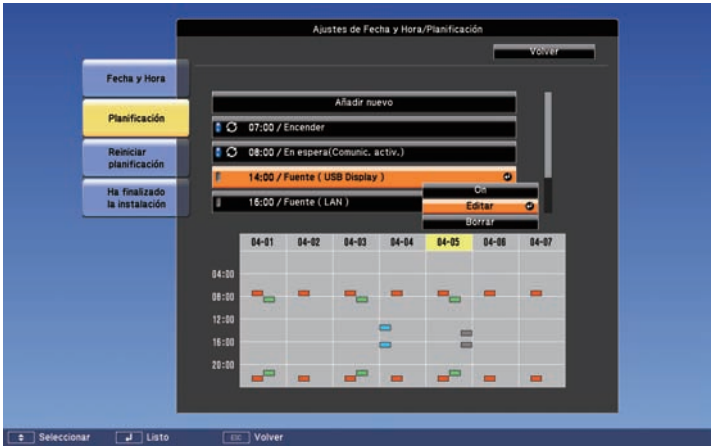 Ajustes de Fecha y Hora/Planificación
Volver
Fecha y Hora
Planificación
Reiniciar
planificación
Ha finalizado
la instalación
Añadir nuevo
07:00 / Encender
08:00 / En espera(Comunic. activ.)
14:00 / Fuente ( USB Display )
16:00 / Fuente ( LAN )
On
Editar
Borrar
04-01 04-02 04-03 04-04 04-05 04-06 04-07
04:00
08:00
12:00
16:00
20:00
Seleccionar Listo Esc Volver